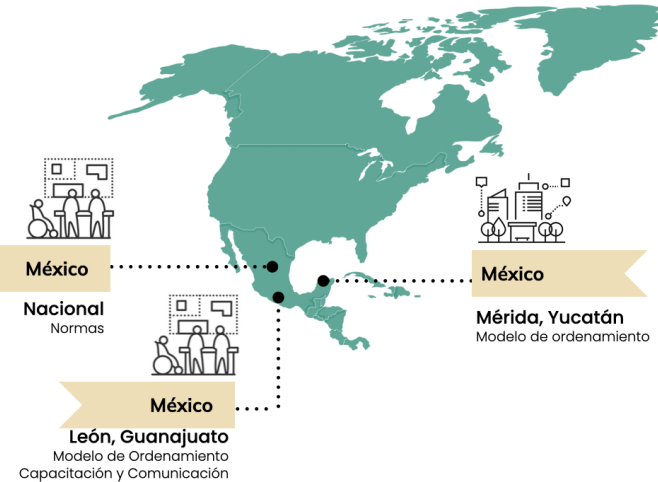 México
Nacional
Normas
México
León, Guanajuato
Modelo de Ordenamiento
Capacitación y Comunicación
México
Mérida, Yucatán
Modelo de ordenamiento